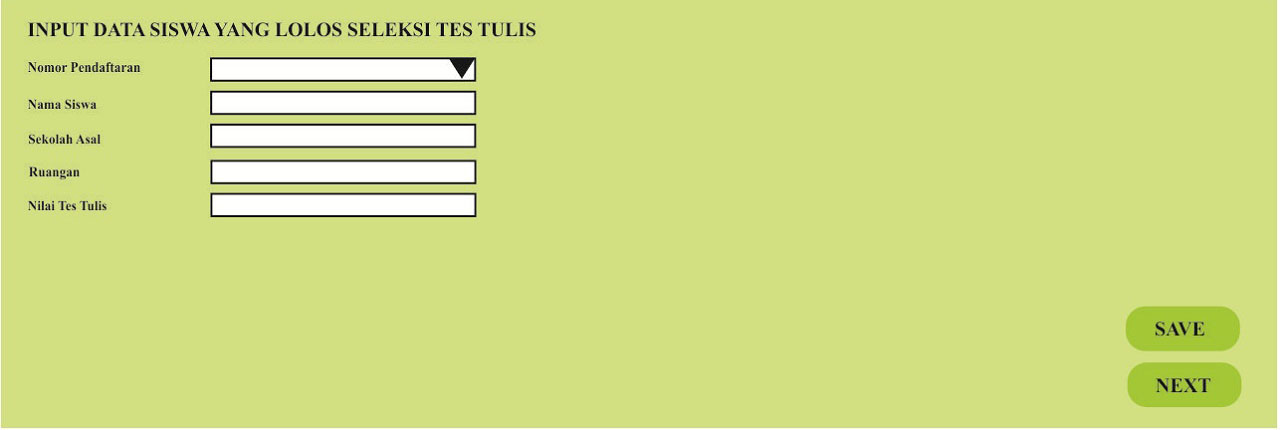 INPUT DATA SISWA YANG LOLOS SELEKSI TES TULIS
Nomor Pendaftaran
Nama Siswa
Sekolah Asal
Ruangan
Nilai Tes Tulis
SAVE
NEXT